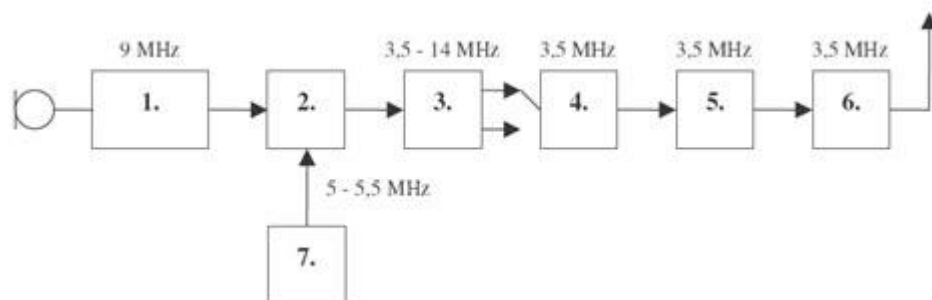 9 MHz
3,5 - 14 MHz
3,5 MHz
3,5 MHz
3,5 MHz
1.
2.
3.
4.
5.
6.
5 - 5,5 MHz
7.